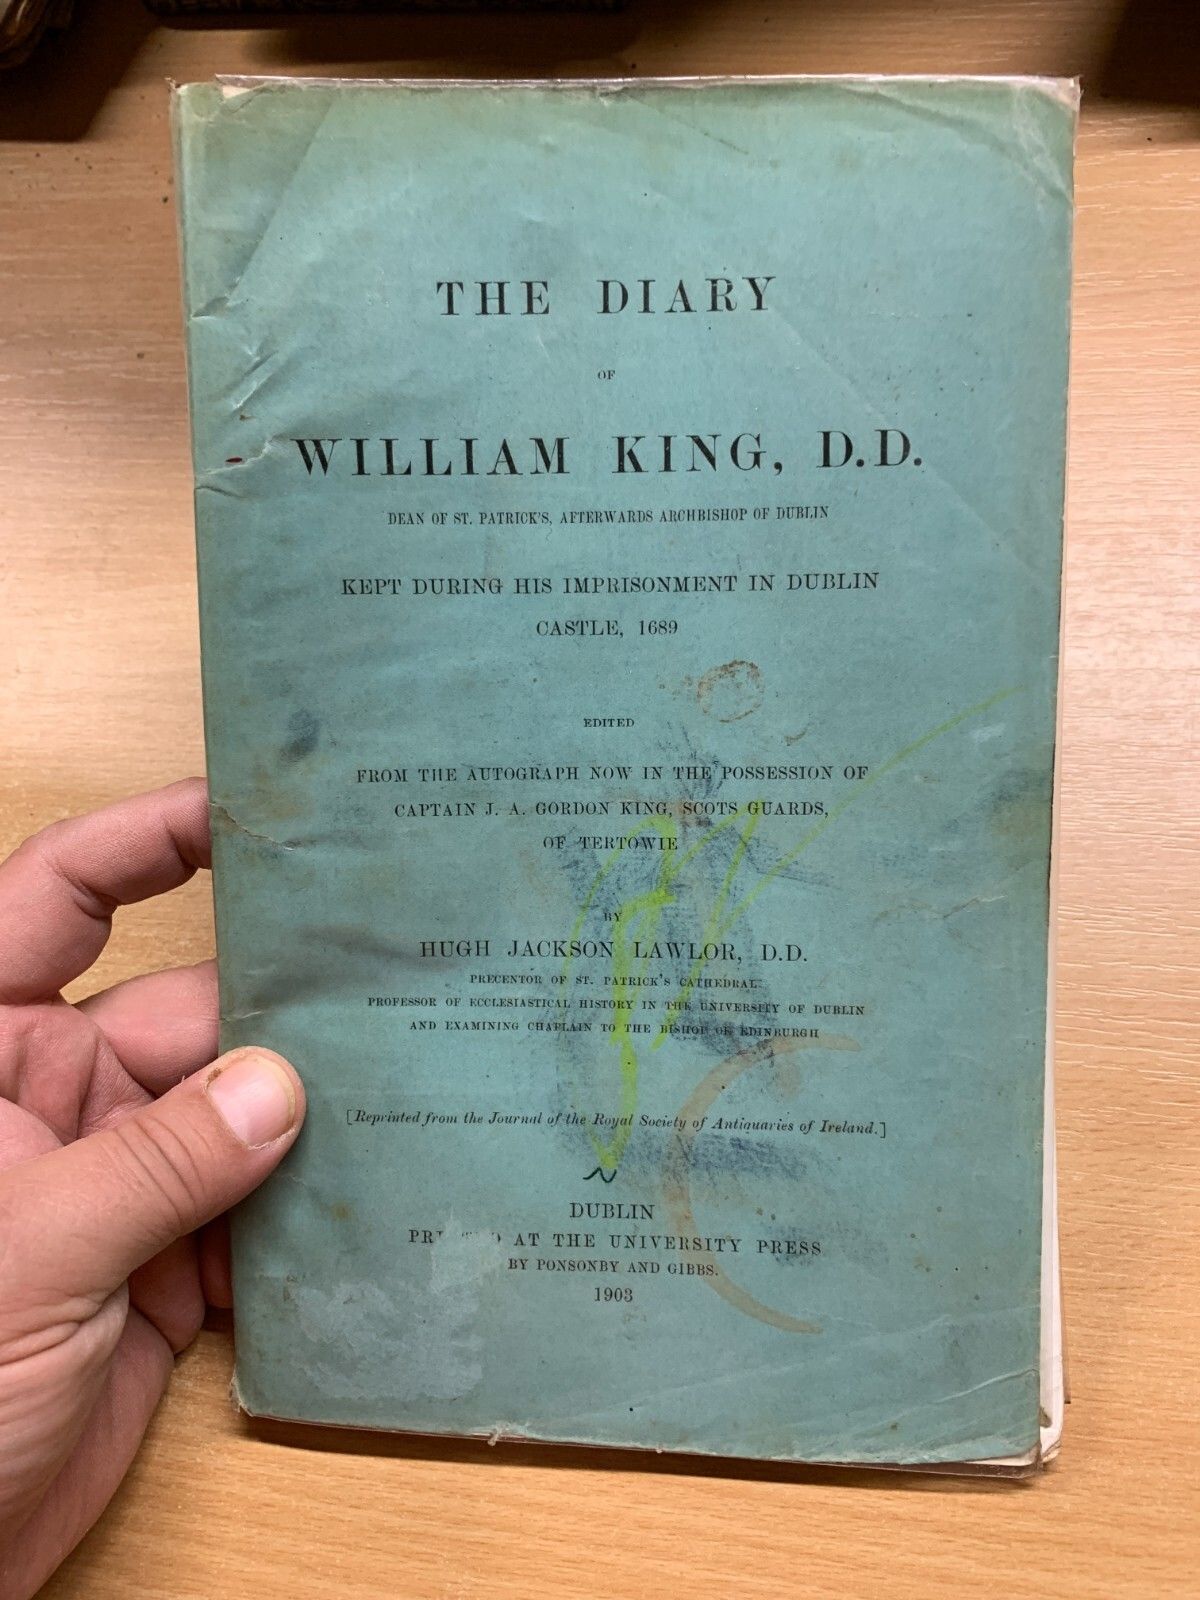 THE DIARY
OF
WILLIAM KING, D.D.
DEAN OF ST. PATRICK'S, AFTERWARDS ARCHBISHOP OF DUBLIN
KEPT DURING HIS IMPRISONMENT IN DUBLIN
CASTLE, 1689
EDITED
FROM THE AUTOGRAPH NOW IN THE POSSESSION OF
CAPTAIN J. A. GORDON KING, SCOTS GUARDS,
OF TERTOWIE
BY
HUGH JACKSON LAWLOR, D.D.
PRECENTOR OF ST. PATRICK'S CATHEDRAL
PROFESSOR OF ECCLESIASTICAL HISTORY IN THE UNIVERSITY OF DUBLIN
AND EXAMINING CHAPLAIN TO THE BISHOP OF EDINBURGH
[Reprinted from the Journal of the Royal Society of Antiquaries of Ireland.]
DUBLIN
AT THE UNIVERSITY PRESS
BY PONSONBY AND GIBBS.
1903